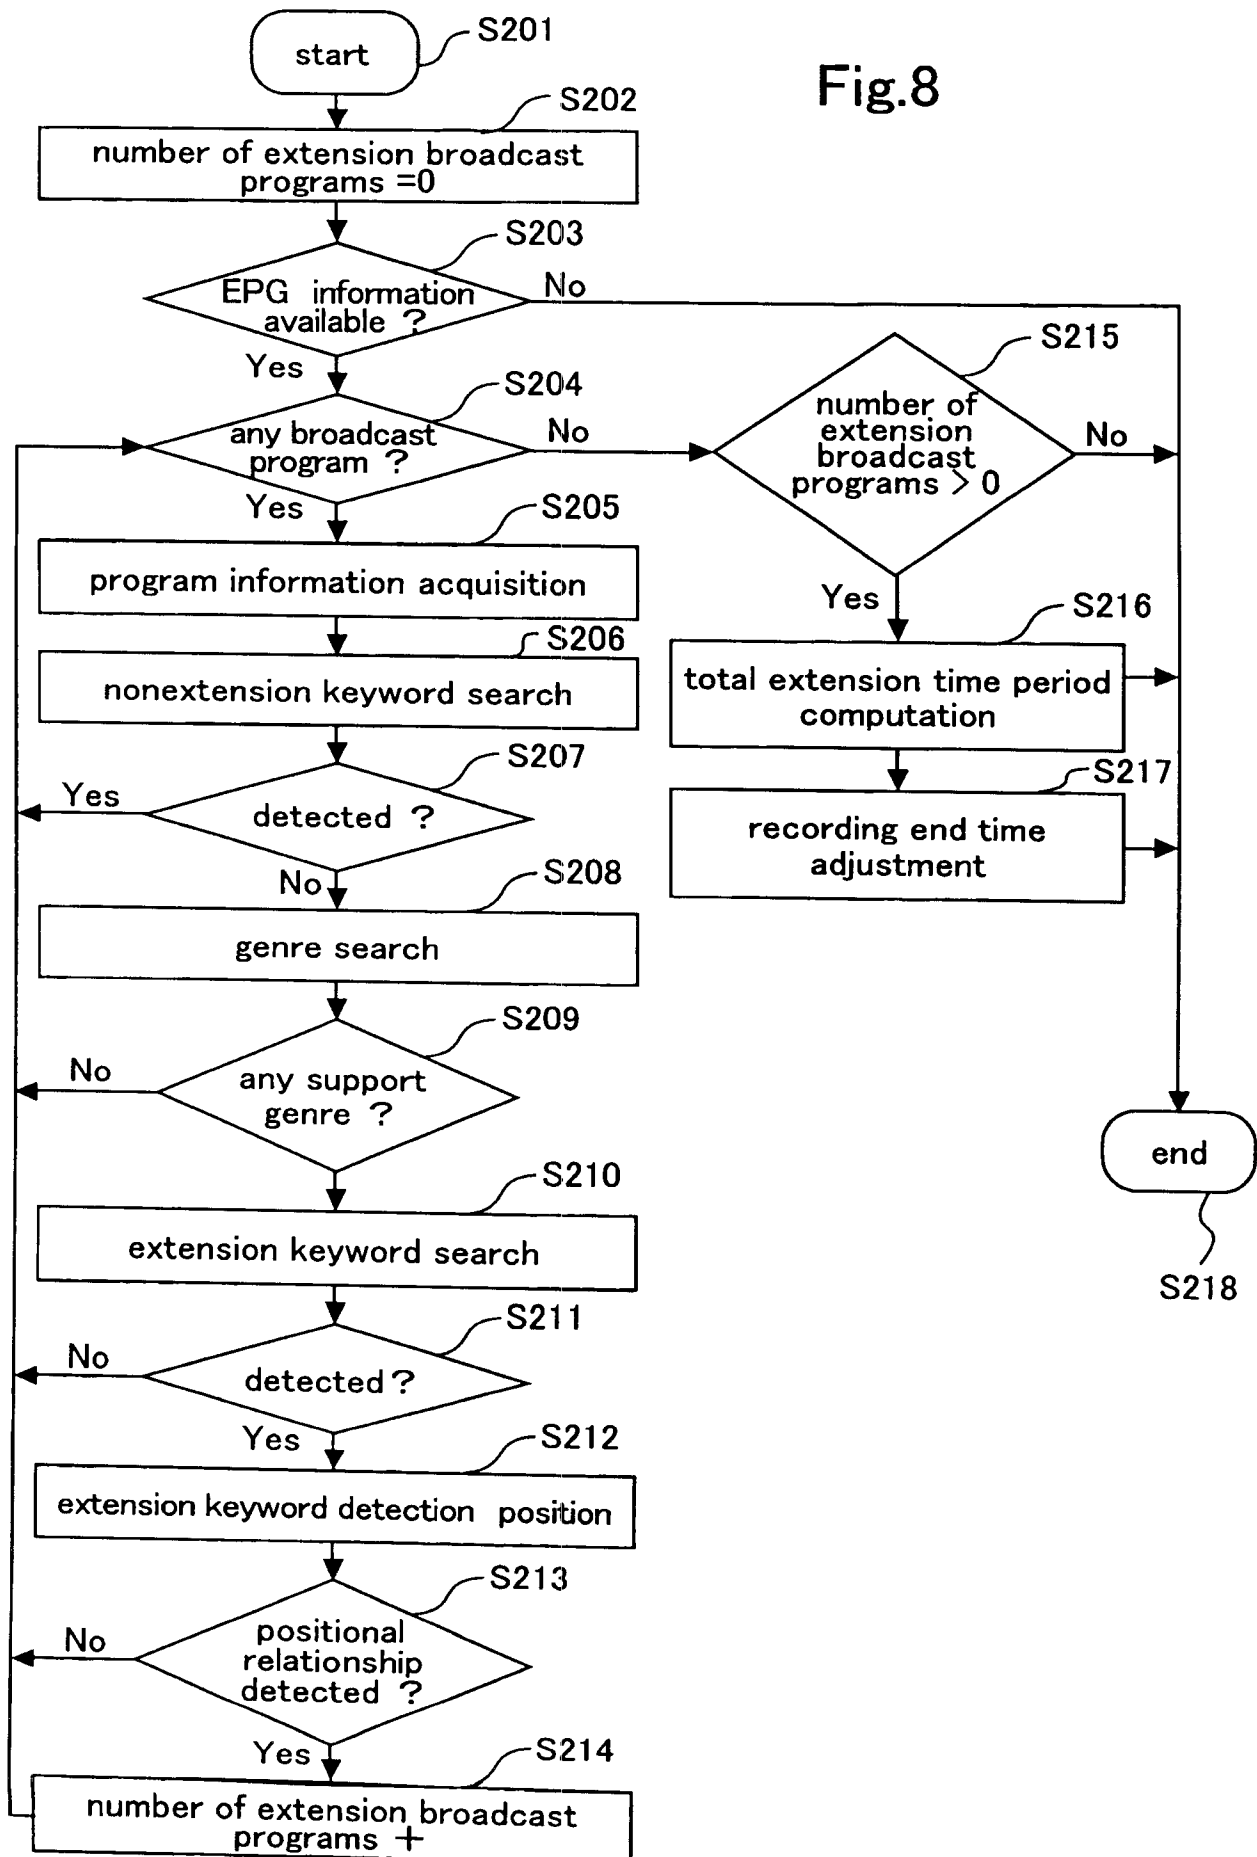 Fig.8
start
S201
S202
number of extension broadcast
programs =0
S203
EPG information
available ?
No
Yes
S204
any broadcast
program ?
No
Yes
S215
number of
extension
broadcast
programs > 0
No
Yes
S205
program information acquisition
S206
nonextension keyword search
S216
total extension time period
computation
S207
detected ?
Yes
No
S217
recording end time
adjustment
S208
genre search
S209
any support
genre ?
No
S210
extension keyword search
end
S218
S211
detected ?
No
Yes
S212
extension keyword detection position
S213
positional
relationship
detected ?
No
Yes
S214
number of extension broadcast
programs +